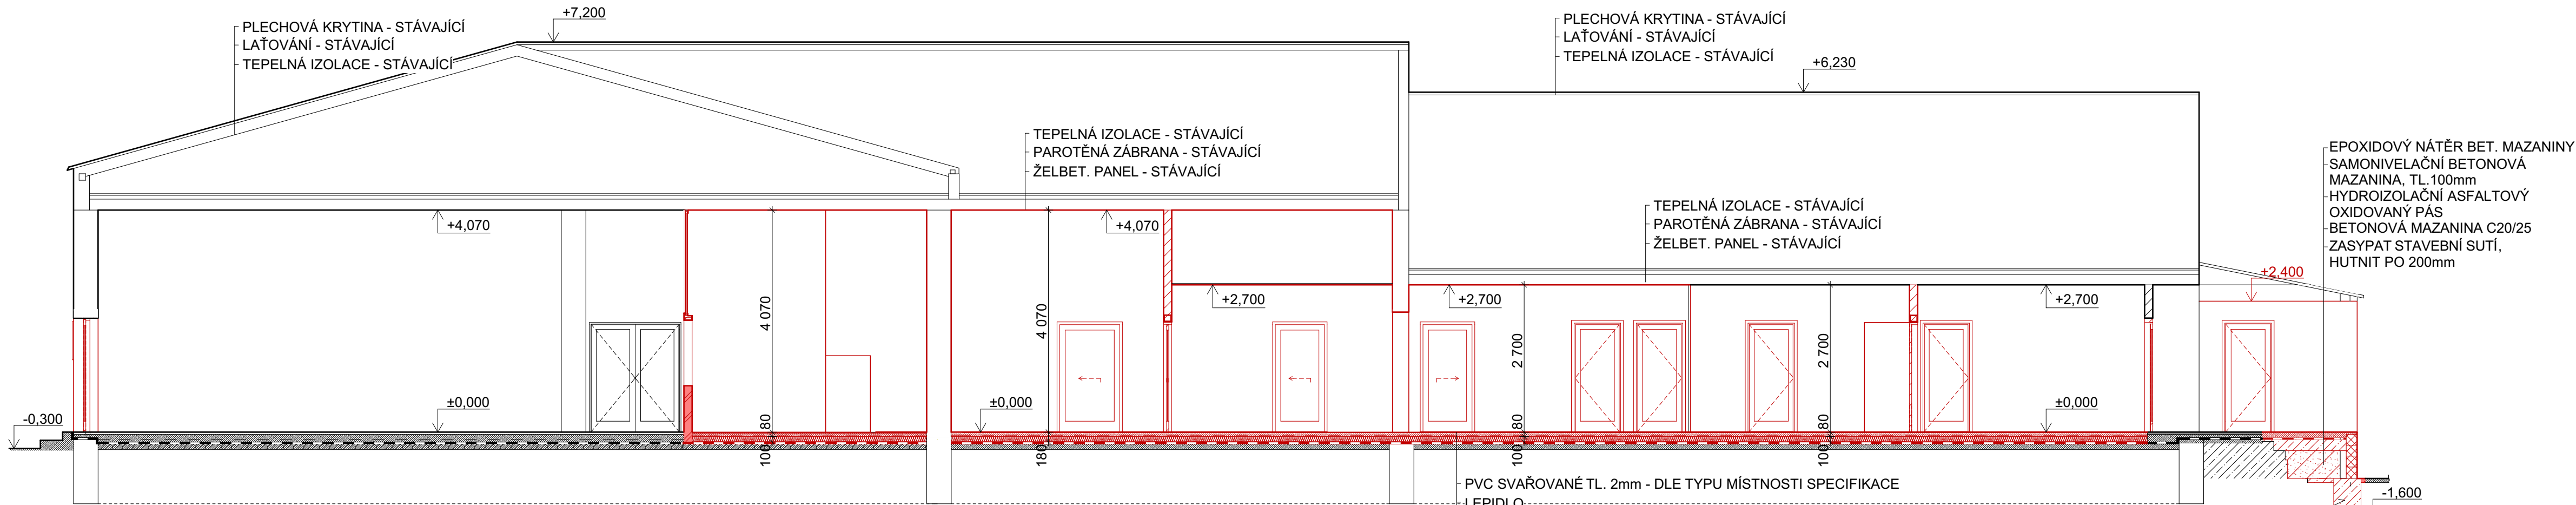 PLECHOVÁ KRYTINA - STÁVAJÍCÍ
LAŤOVÁNÍ - STÁVAJÍCÍ
TEPELNÁ IZOLACE - STÁVAJÍCÍ
+7,200
PLECHOVÁ KRYTINA - STÁVAJÍCÍ
LAŤOVÁNÍ - STÁVAJÍCÍ
TEPELNÁ IZOLACE - STÁVAJÍCÍ
+6,230
TEPELNÁ IZOLACE - STÁVAJÍCÍ
PAROTĚNÁ ZÁBRANA - STÁVAJÍCÍ
ŽELBET. PANEL - STÁVAJÍCÍ
EPOXIDOVÝ NÁTĚR BET. MAZANINY
SAMONIVELAČNÍ BETONOVÁ
MAZANINA, TL.100mm
HYDROIZOLAČNÍ ASFALTOVÝ
OXIDOVANÝ PÁS
BETONOVÁ MAZANINA C20/25
ZASYPAT STAVEBNÍ SUTÍ,
HUTNIT PO 200mm
TEPELNÁ IZOLACE - STÁVAJÍCÍ
PAROTĚNÁ ZÁBRANA - STÁVAJÍCÍ
ŽELBET. PANEL - STÁVAJÍCÍ
+4,070
+4,070
+2,400
+2,700
+2,700
+2,700
4 070
4 070
2 700
2 700
-0,300
±0,000
±0,000
±0,000
100
80
180
100
80
100
80
PVC SVAŘOVANÉ TL. 2mm - DLE TYPU MÍSTNOSTI SPECIFIKACE
LEPIDLO
-1,600